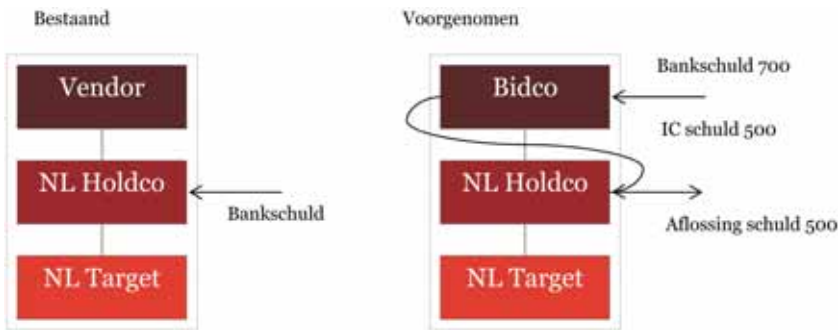 Bestaand
Vendor
NL Holdco
Bankschuld
NL Target
Voorgenomen
Bidco
Bankschuld 700
IC schuld 500
NL Holdco
Aflossing schuld 500
NL Target